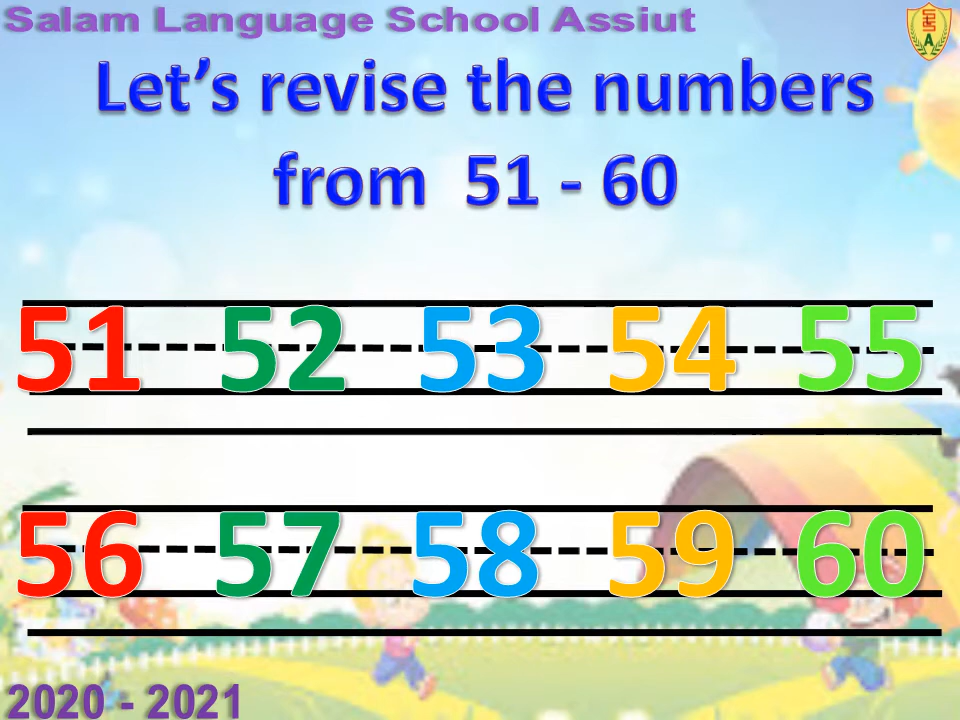 Salam Language School Assiut
Let's revise the numbers
from 51 - 60
51 52 53 54 55
56 57 58 59 60
2020 - 2021